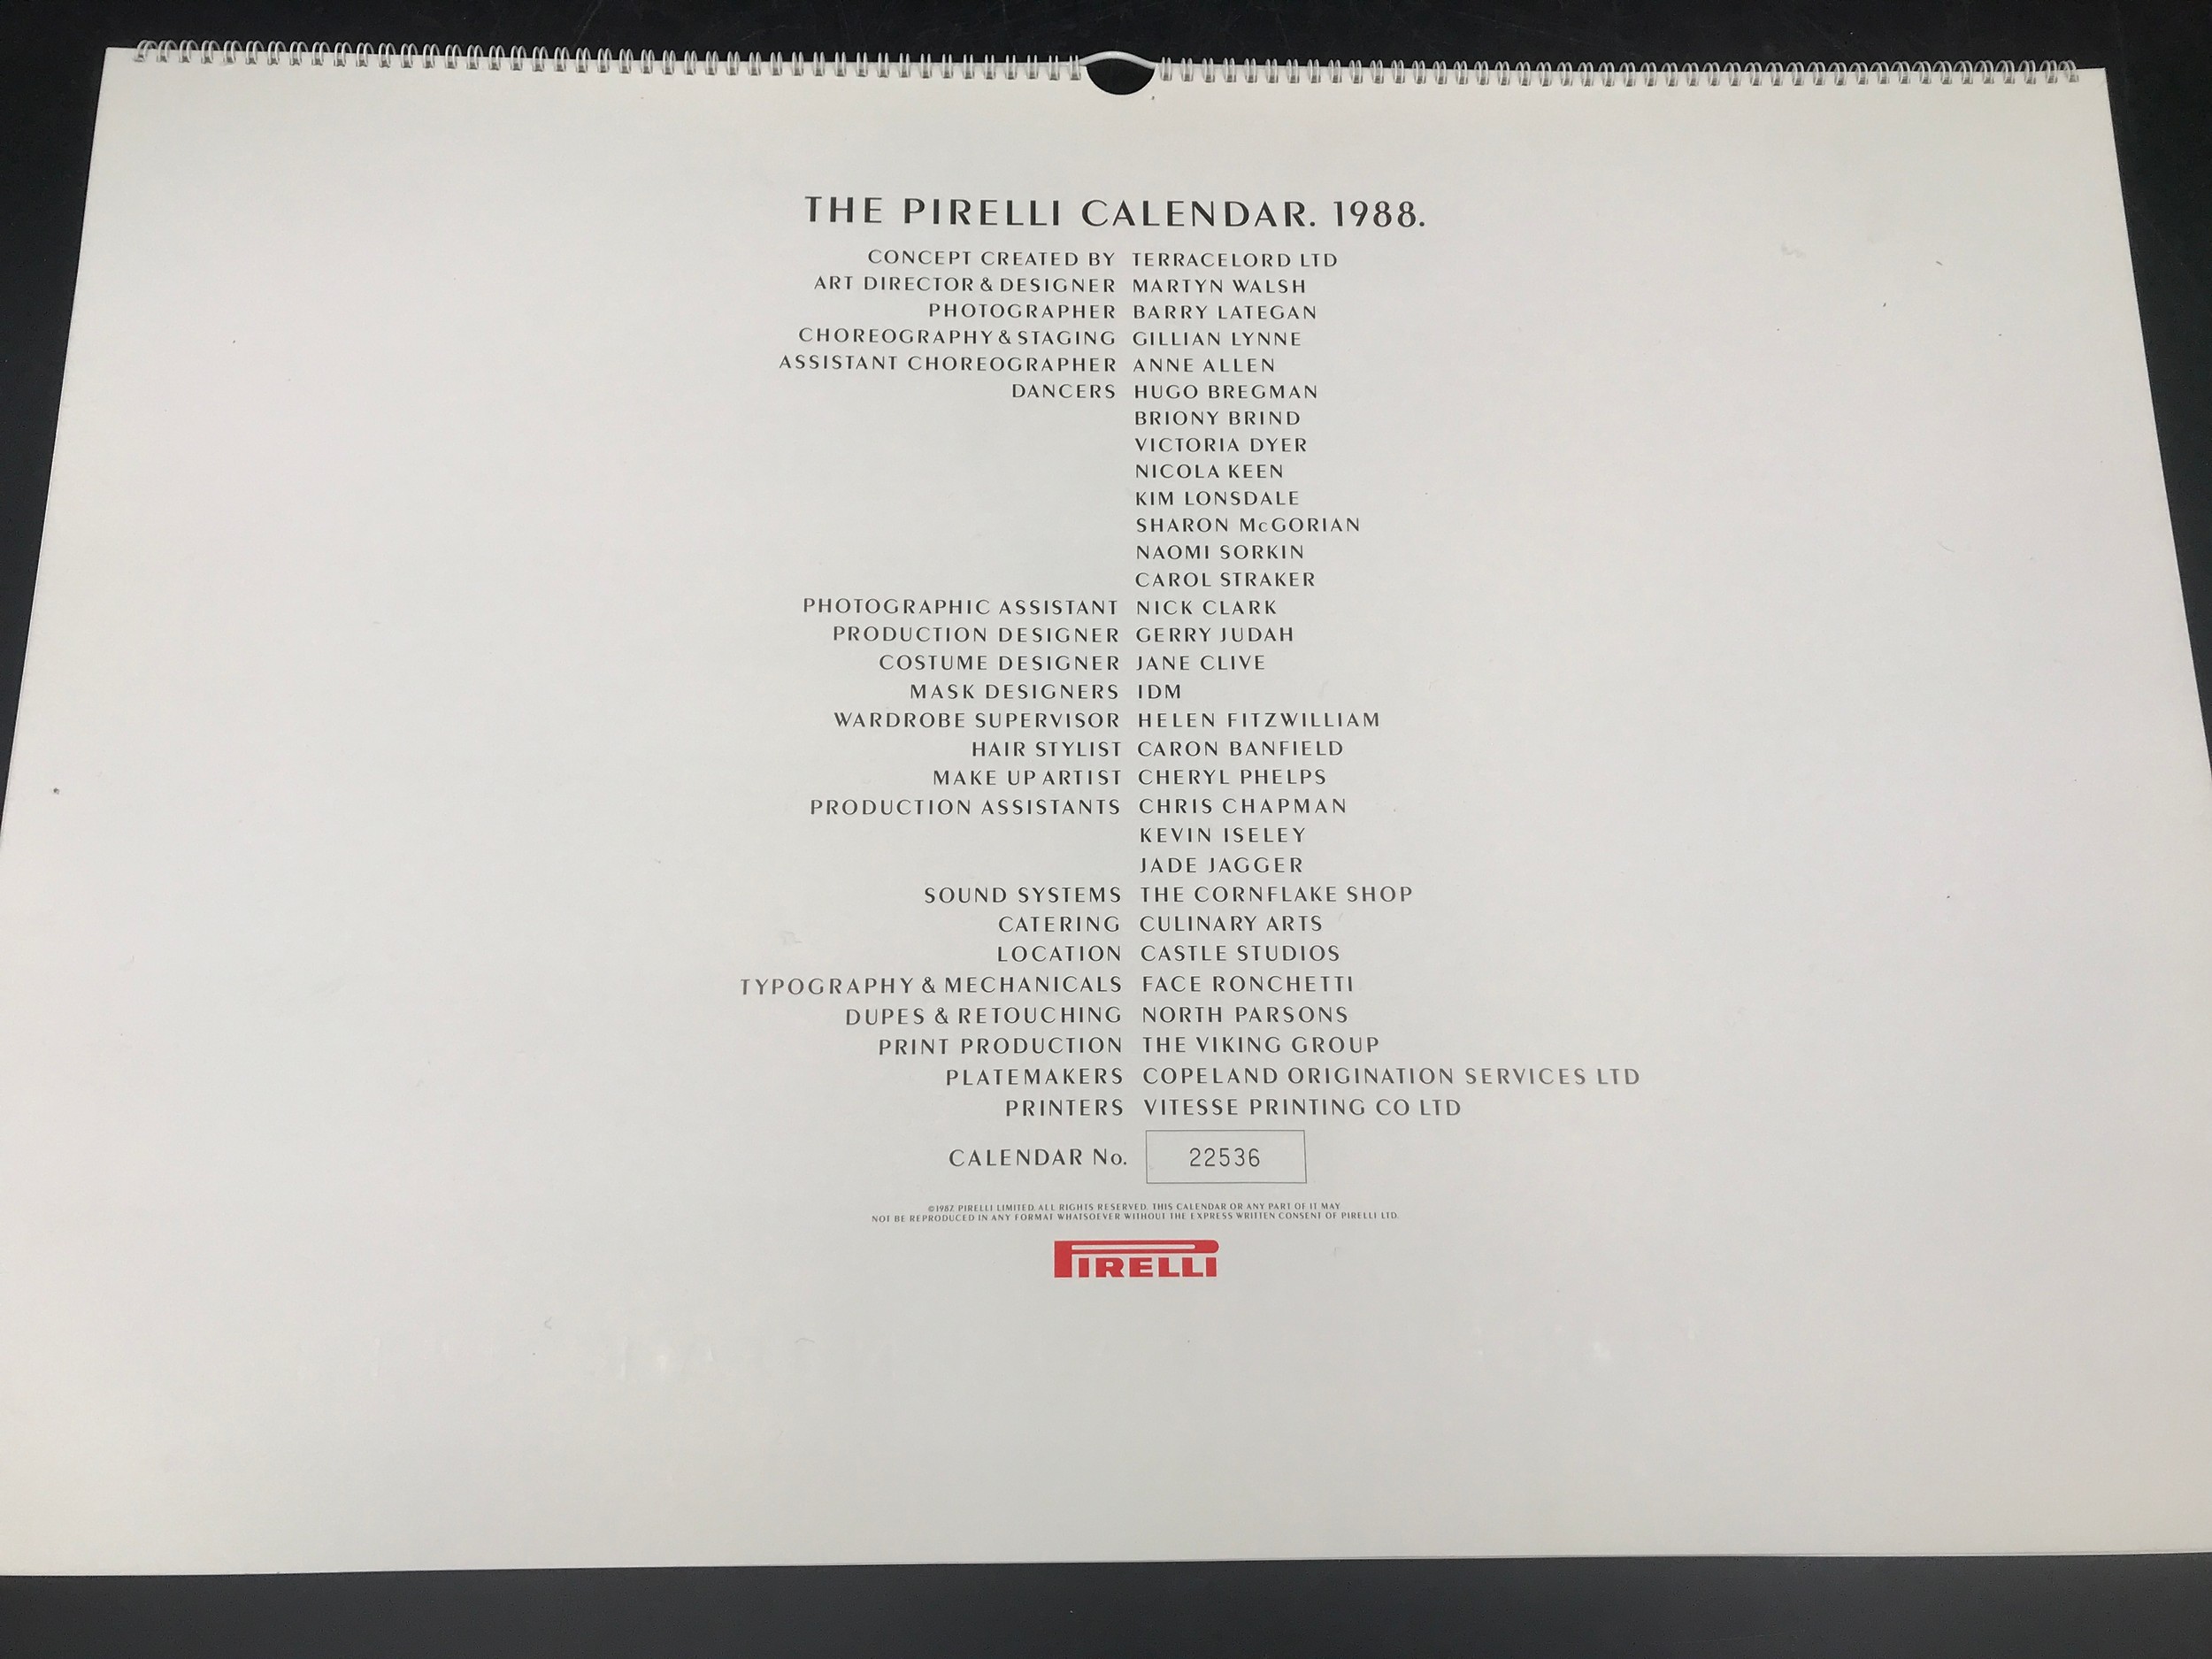 THE PIRELLI CALENDAR. 1988.
CONCEPT CREATED BY TERRACELORD LTD
ART DIRECTOR & DESIGNER MARTYN WALSH
PHOTOGRAPHER BARRY LATEGAN
CHOREOGRAPHY & STAGING GILLIAN LYNNE
ASSISTANT CHOREOGRAPHER ANNE ALLEN
DANCERS HUGO BREGMAN
BRIONY BRIND
VICTORIA DYER
NICOLA KEEN
KIM LONSDALE
SHARON McGORIAN
NAOMI SORKIN
CAROL STRAKER
PHOTOGRAPHIC ASSISTANT NICK CLARK
PRODUCTION DESIGNER GERRY JUDAH
COSTUME DESIGNER JANE CLIVE
MASK DESIGNERS IDM
WARDROBE SUPERVISOR HELEN FITZWILLIAM
HAIR STYLIST CARON BANFIELD
MAKE UP ARTIST CHERYL PHELPS
PRODUCTION ASSISTANTS CHRIS CHAPMAN
KEVIN ISELEY
JADE JAGGER
SOUND SYSTEMS THE CORNFLAKE SHOP
CATERING CULINARY ARTS
LOCATION CASTLE STUDIOS
TYPOGRAPHY & MECHANICALS FACE RONCHETTI
DUPES & RETOUCHING NORTH PARSONS
PRINT PRODUCTION THE VIKING GROUP
PLATEMAKERS COPELAND ORIGINATION SERVICES LTD
PRINTERS VITESSE PRINTING CO LTD
CALENDAR No. 22536
©1987. PIRELLI LIMITED. ALL RIGHTS RESERVED. THIS CALENDAR OR ANY PART OF IT MAY
NOT BE REPRODUCED IN ANY FORMAT WHATSOEVER WITHOUT THE EXPRESS WRITTEN CONSENT OF PIRELLI LTD.
PIRELLI